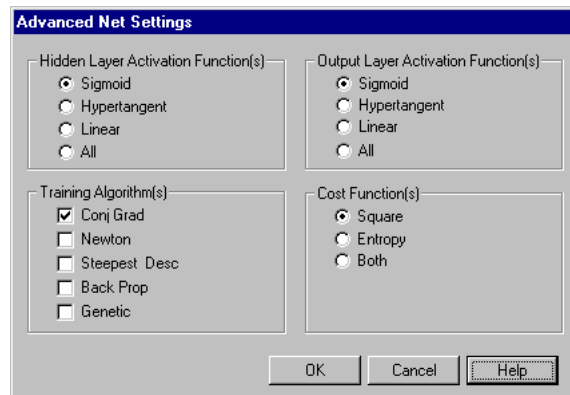 Advanced Net Settings
Hidden Layer Activation Function(s)
Sigmoid
Hypertangent
Linear
All
Output Layer Activation Function(s)
Sigmoid
Hypertangent
Linear
All
Training Algorithm(s)
Conj Grad
Newton
Steepest Desc
Back Prop
Genetic
Cost Function(s)
Square
Entropy
Both
OK
Cancel
Help